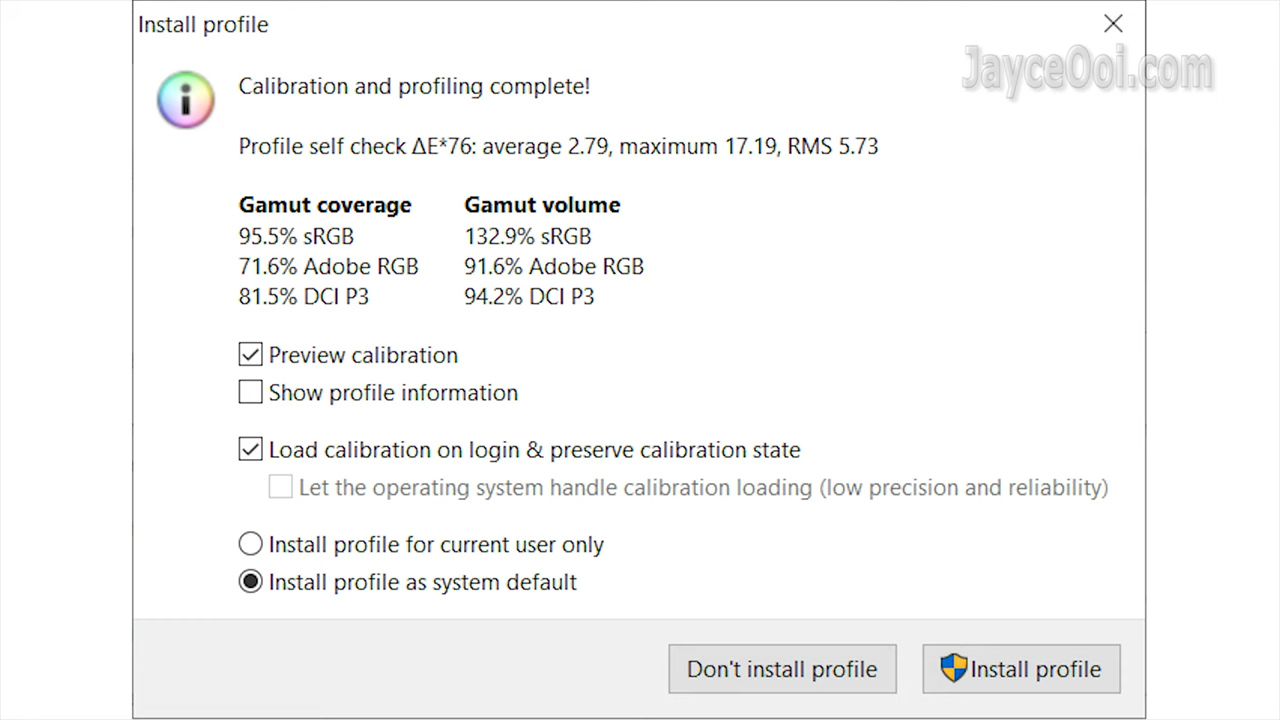 Install profile
JayceOoi.com
Calibration and profiling complete!
Profile self check ΔE*76: average 2.79, maximum 17.19, RMS 5.73
Gamut coverage
95.5% sRGB
71.6% Adobe RGB
81.5% DCI P3
Gamut volume
132.9% sRGB
91.6% Adobe RGB
94.2% DCI P3
Preview calibration
Show profile information
Load calibration on login & preserve calibration state
Let the operating system handle calibration loading (low precision and reliability)
Install profile for current user only
Install profile as system default
Don't install profile
Install profile